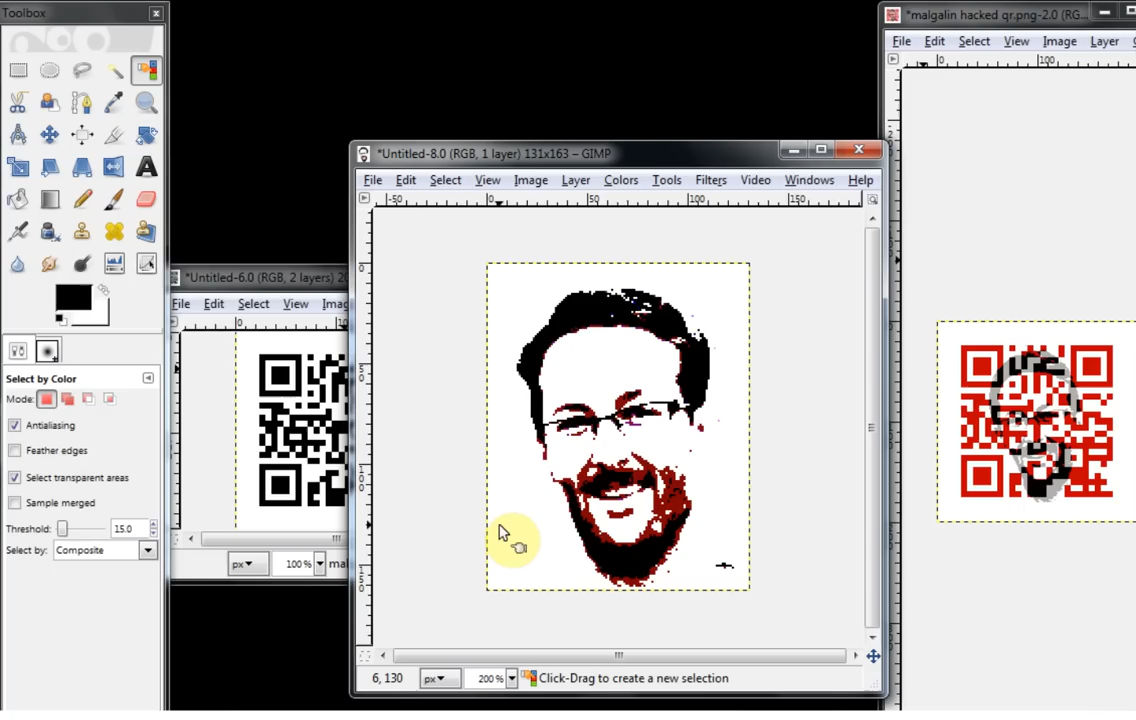 Toolbox
*malgalin hacked qr.png-2.0 (RG...
File Edit Select View Image Layer
0 100
*Untitled-8.0 (RGB, 1 layer) 131x163 – GIMP
File Edit Select View Image Layer Colors Tools Filters Video Windows Help
-50 0 50 100 150
*Untitled-6.0 (RGB, 2 layers) 20
File Edit Select View Imag
0
Select by Color
Mode:
Antialiasing
Feather edges
Select transparent areas
Sample merged
Threshold: 15.0
Select by: Composite
px 100 % mal
6, 130 px 200 % Click-Drag to create a new selection